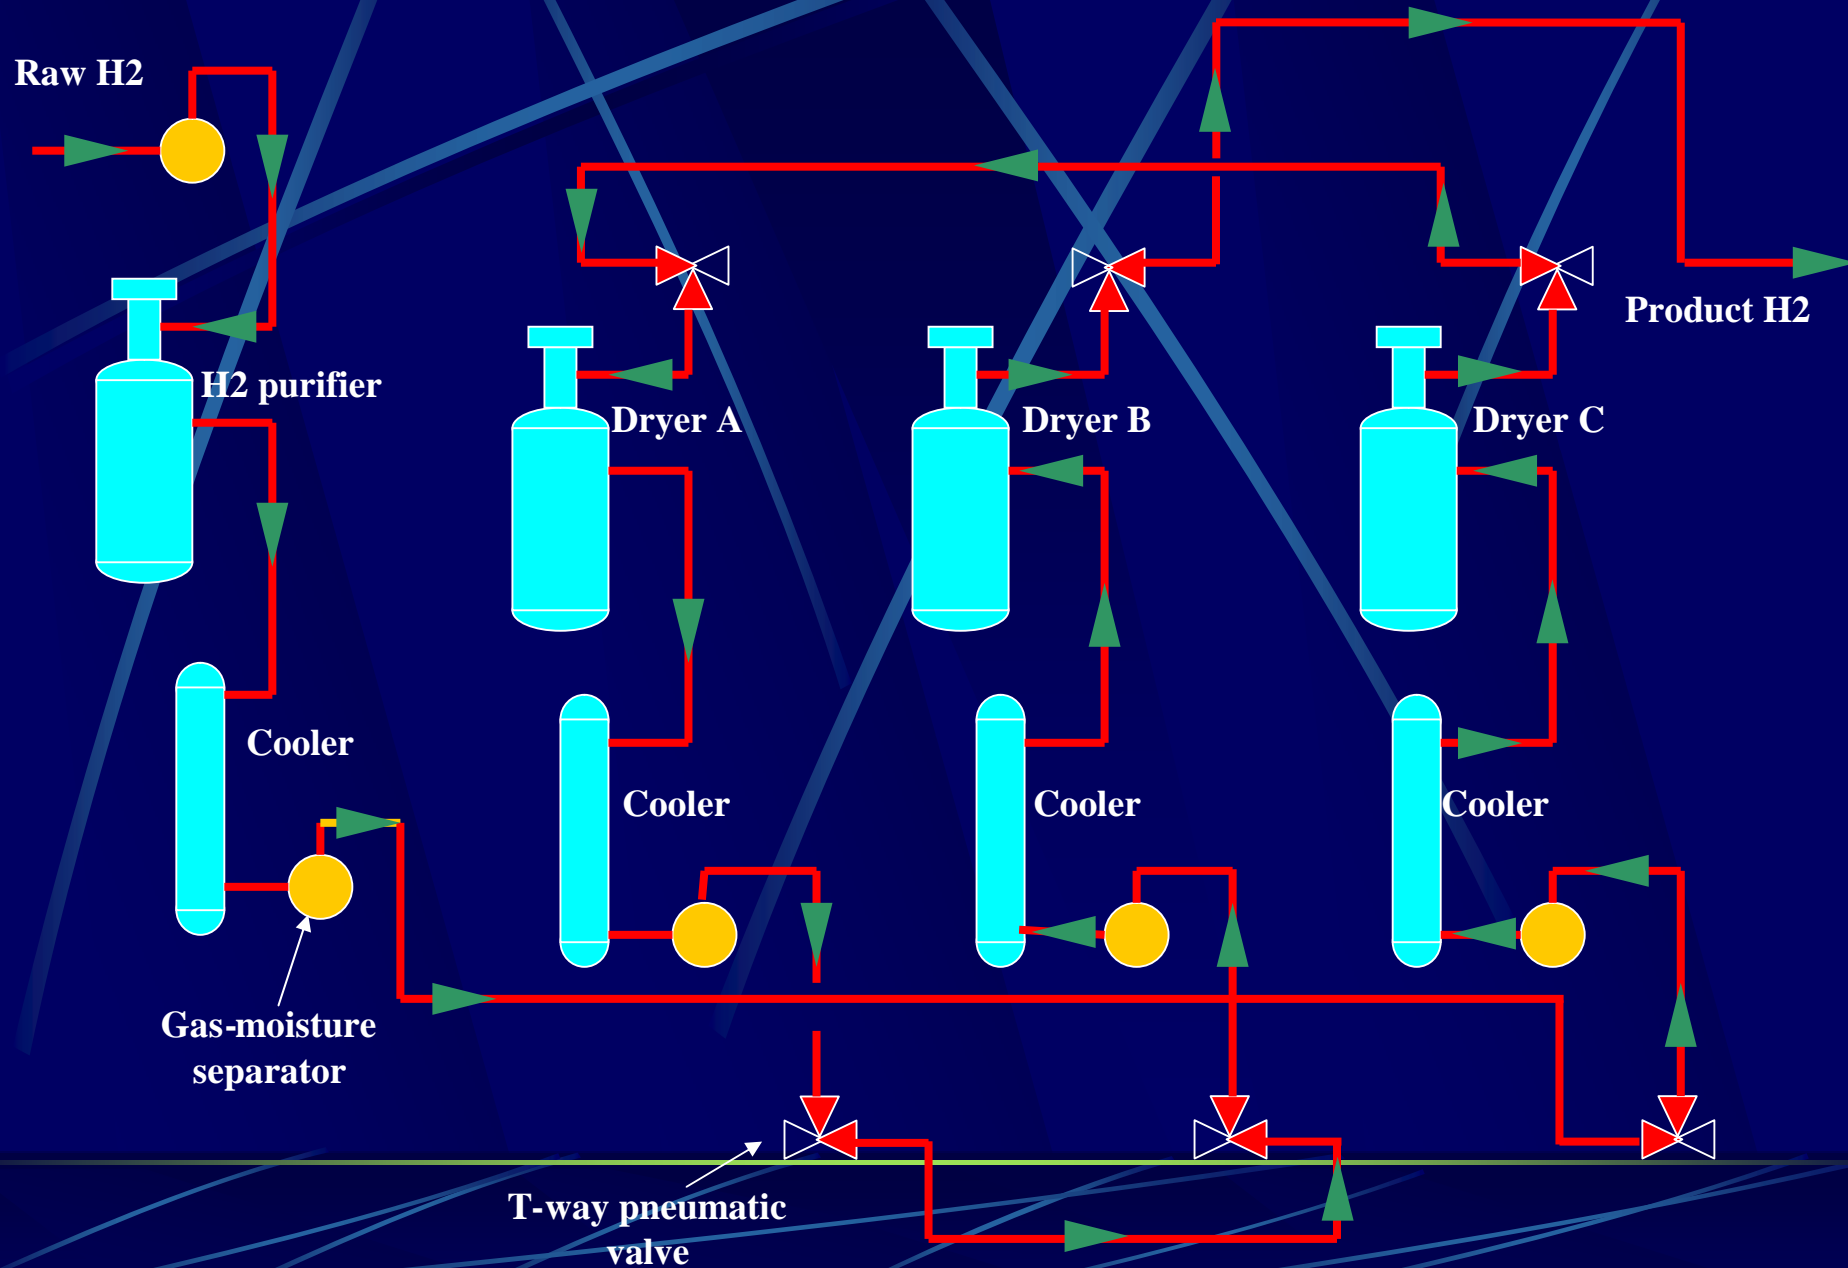 Raw H2
Product H2
H2 purifier
Dryer A
Dryer B
Dryer C
Cooler
Cooler
Cooler
Cooler
Gas-moisture
separator
T-way pneumatic
valve